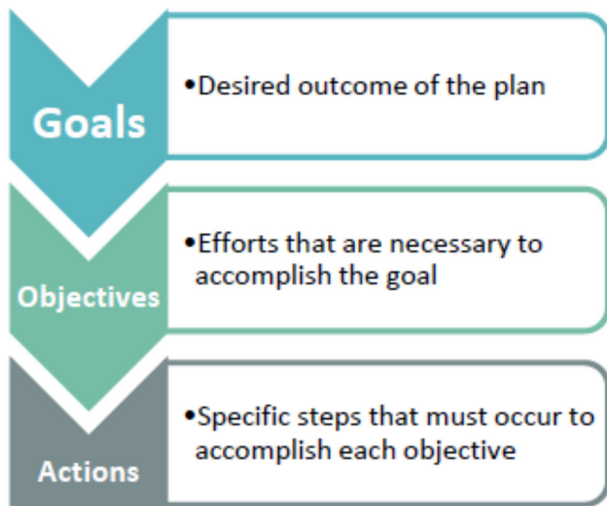 Goals
•Desired outcome of the plan
Objectives
•Efforts that are necessary to
accomplish the goal
Actions
•Specific steps that must occur to
accomplish each objective